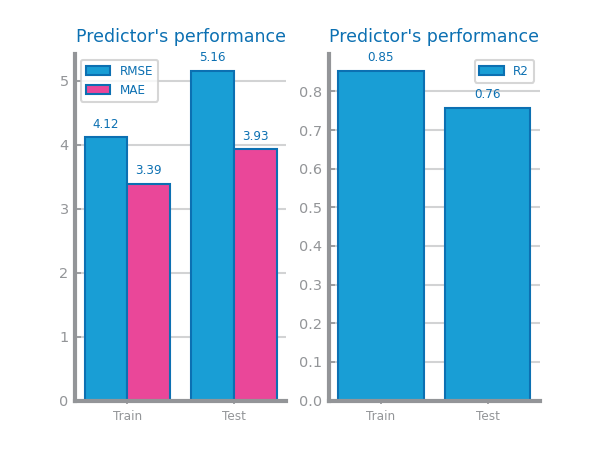 Predictor's performance
RMSE
MAE
5.16
4.12
3.93
3.39
5
4
3
2
1
0
Train
Test
Predictor's performance
0.85
R2
0.76
0.8
0.7
0.6
0.5
0.4
0.3
0.2
0.1
0.0
Train
Test